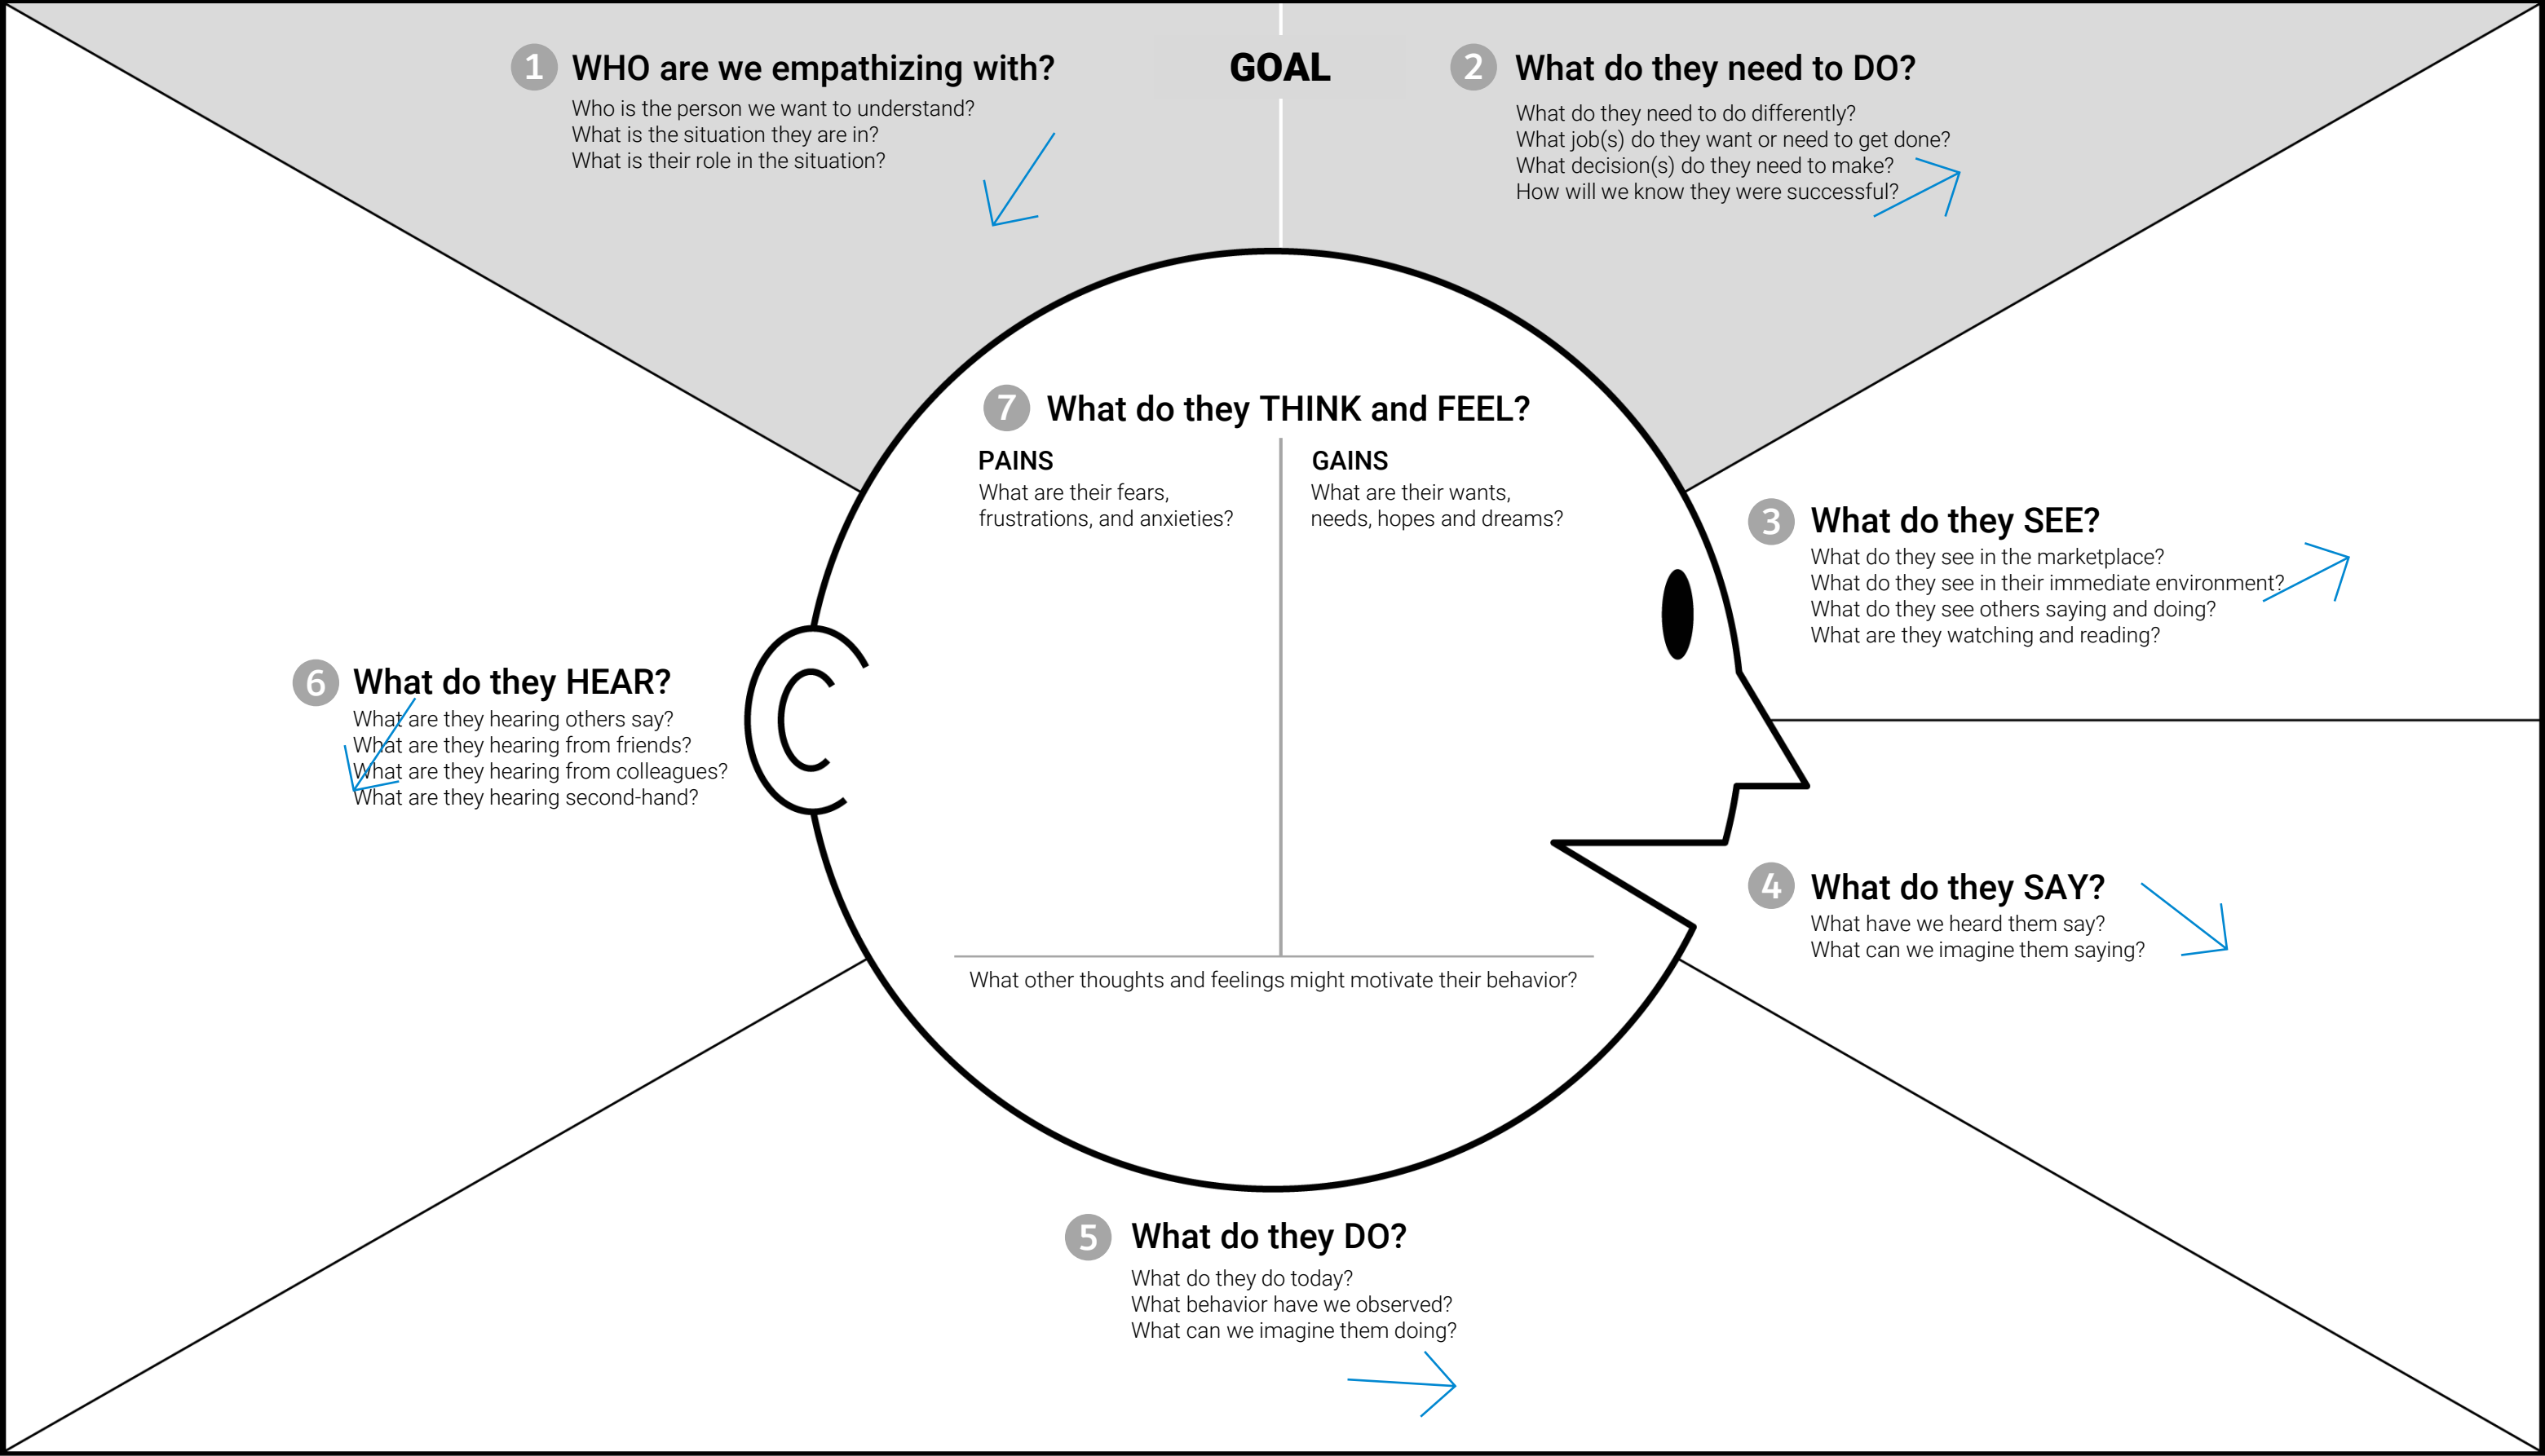 GOAL
1 WHO are we empathizing with?
Who is the person we want to understand?
What is the situation they are in?
What is their role in the situation?
2 What do they need to DO?
What do they need to do differently?
What job(s) do they want or need to get done?
What decision(s) do they need to make?
How will we know they were successful?
3 What do they SEE?
What do they see in the marketplace?
What do they see in their immediate environment?
What do they see others saying and doing?
What are they watching and reading?
4 What do they SAY?
What have we heard them say?
What can we imagine them saying?
5 What do they DO?
What do they do today?
What behavior have we observed?
What can we imagine them doing?
6 What do they HEAR?
What are they hearing others say?
What are they hearing from friends?
What are they hearing from colleagues?
What are they hearing second-hand?
7 What do they THINK and FEEL?
PAINS
What are their fears,
frustrations, and anxieties?
GAINS
What are their wants,
needs, hopes and dreams?
What other thoughts and feelings might motivate their behavior?